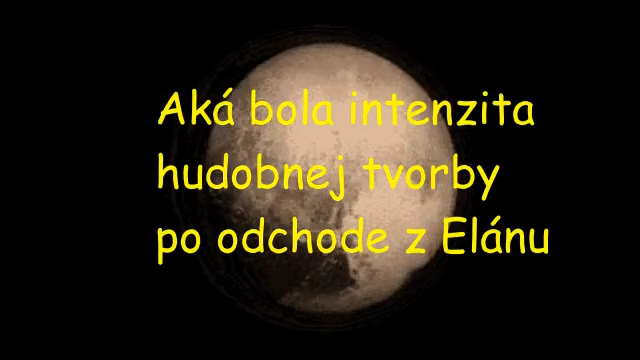 Aká bola intenzita
hudobnej tvorby
po odchode z Elánu